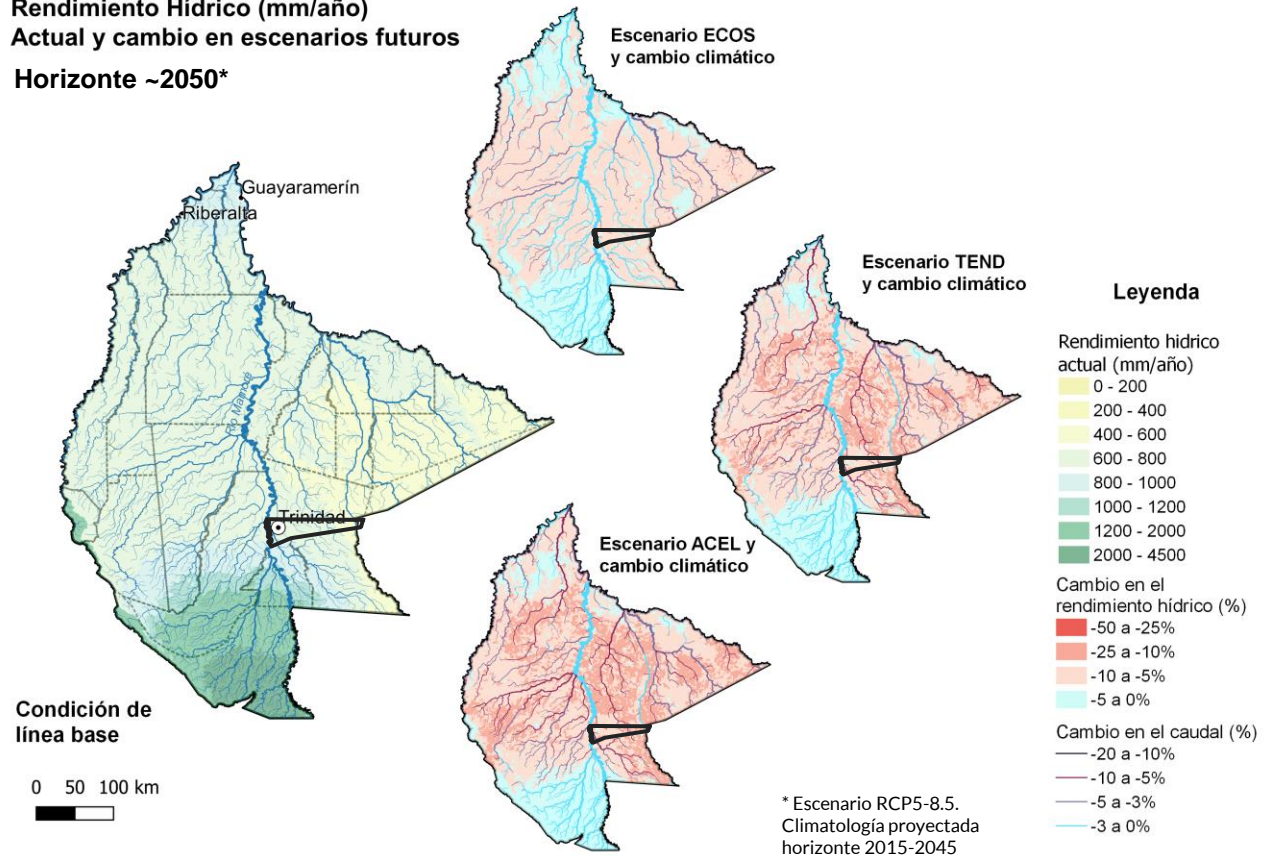 Rendimiento Hídrico (mm/año)
Actual y cambio en escenarios futuros
Horizonte ~2050*
Escenario ECOS
y cambio climático
Guayaramerín
Riberalta
Río Mamoré
Trinidad
Escenario TEND
y cambio climático
Escenario ACEL y
cambio climático
Condición de
línea base
0 50 100 km
Leyenda
Rendimiento hidrico
actual (mm/año)
0 - 200
200 - 400
400 - 600
600 - 800
800 - 1000
1000 - 1200
1200 - 2000
2000 - 4500
Cambio en el
rendimiento hídrico (%)
-50 a -25%
-25 a -10%
-10 a -5%
-5 a 0%
Cambio en el caudal (%)
-20 a -10%
-10 a -5%
-5 a -3%
-3 a 0%
* Escenario RCP5-8.5.
Climatología proyectada
horizonte 2015-2045